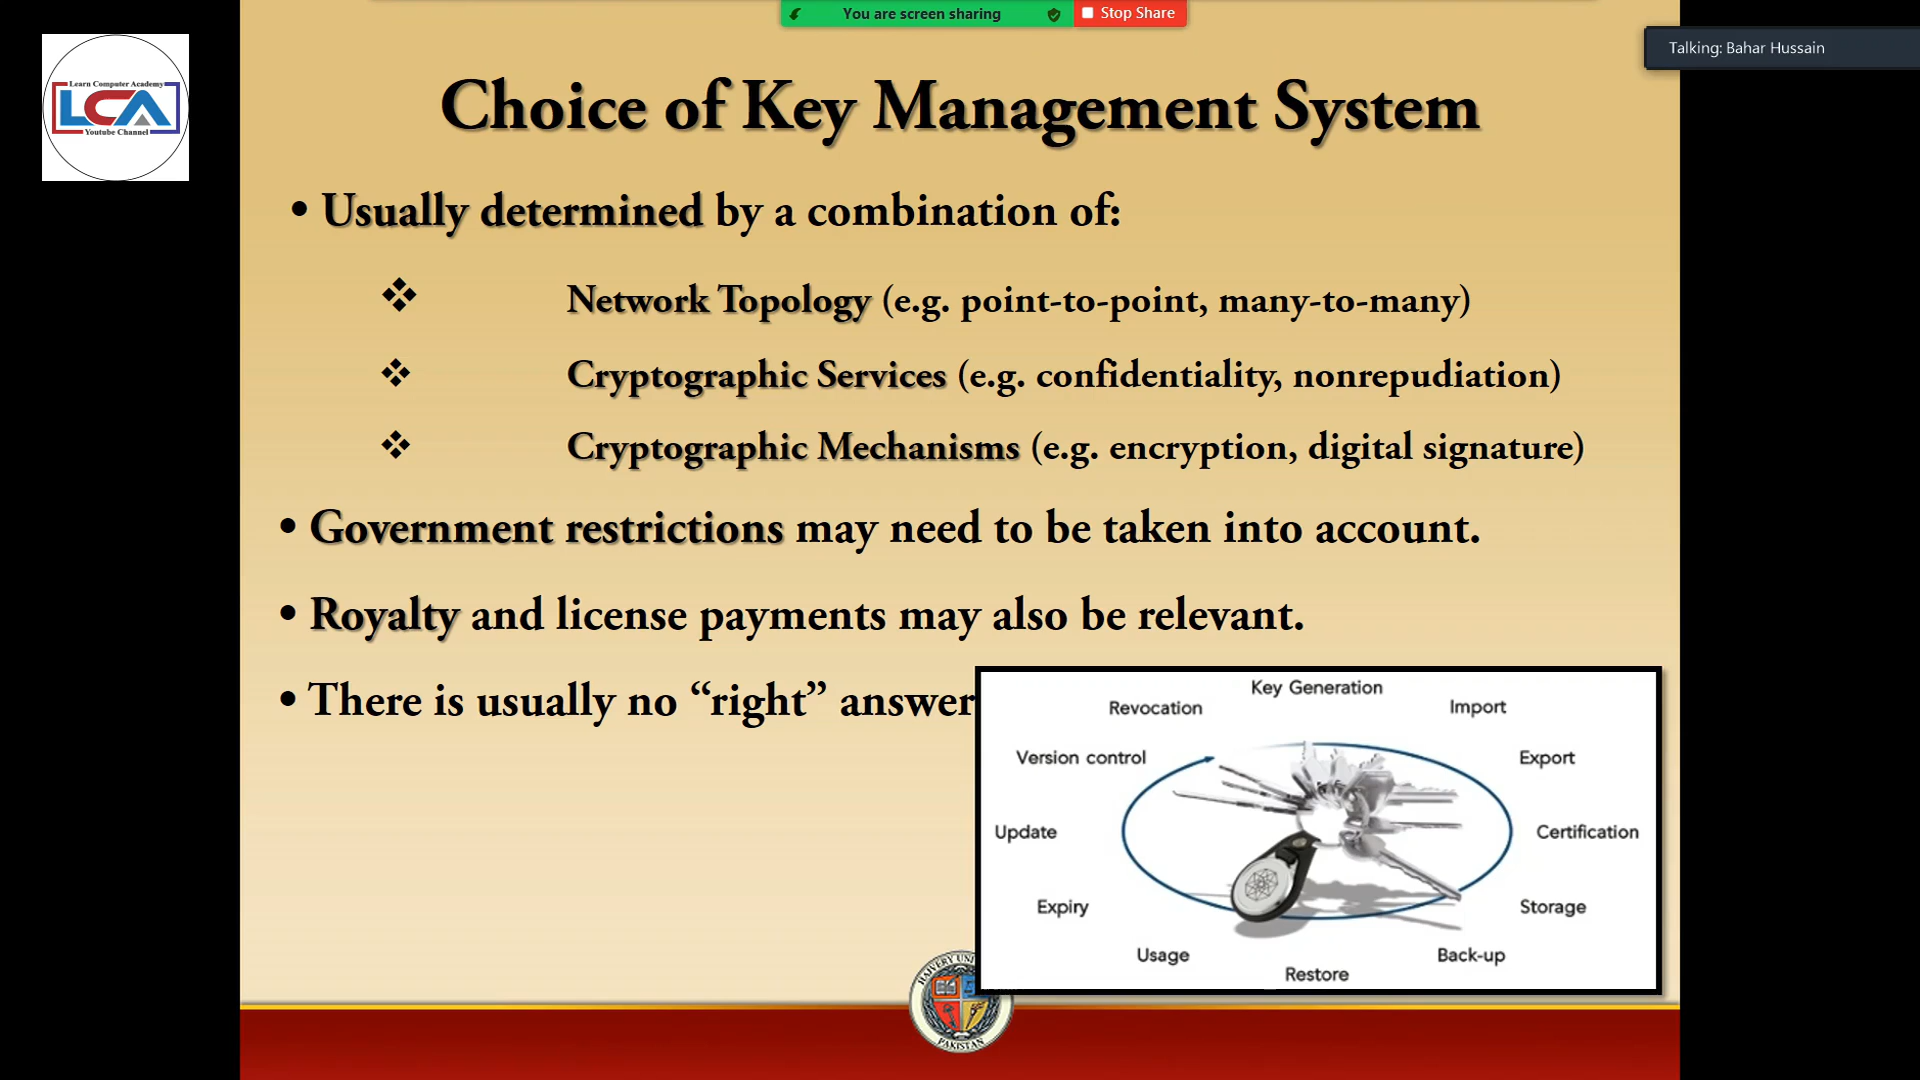 You are screen sharing
Stop Share
Talking: Bahar Hussain
Learn Computer Academy
LCA
Youtube Channel
Choice of Key Management System
• Usually determined by a combination of:
❖ Network Topology (e.g. point-to-point, many-to-many)
❖ Cryptographic Services (e.g. confidentiality, nonrepudiation)
❖ Cryptographic Mechanisms (e.g. encryption, digital signature)
• Government restrictions may need to be taken into account.
• Royalty and license payments may also be relevant.
• There is usually no “right” answer
Key Generation
Revocation
Import
Version control
Export
Update
Certification
Expiry
Storage
Usage
Back-up
Restore
PAKISTAN